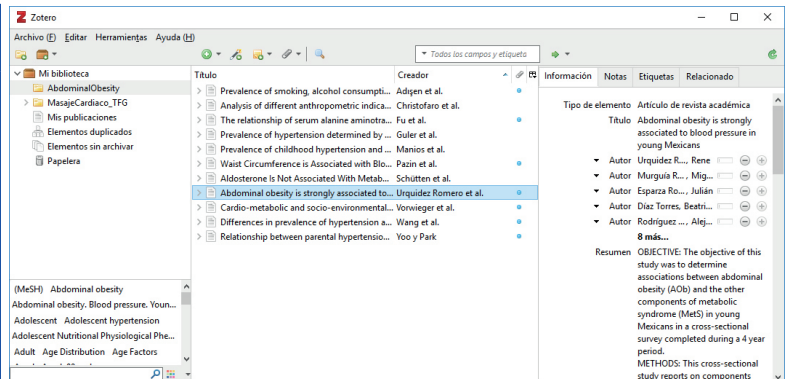 Zotero
Archivo (F) Editar Herramientas Ayuda (H)
Todos los campos y etiqueta
Mi biblioteca
AbdominalObesity
MasajeCardiaco_TFG
Mis publicaciones
Elementos duplicados
Elementos sin archivar
Papelera
(MeSH) Abdominal obesity
Abdominal obesity. Blood pressure. Youn...
Adolescent Adolescent hypertension
Adolescent Nutritional Physiological Phe...
Adult Age Distribution Age Factors
Título Creador
Prevalence of smoking, alcohol consumpti... Adışen et al.
Analysis of different anthropometric indica... Christofaro et al.
The relationship of serum alanine aminotra... Fu et al.
Prevalence of hypertension determined by ... Guler et al.
Prevalence of childhood hypertension and ... Manios et al.
Waist Circumference is Associated with Blo... Pazin et al.
Aldosterone Is Not Associated With Metab... Schütten et al.
Abdominal obesity is strongly associated to... Urquidez Romero et al.
Cardio-metabolic and socio-environmental... Vorwieger et al.
Differences in prevalence of hypertension a... Wang et al.
Relationship between parental hypertensio... Yoo y Park
Información Notas Etiquetas Relacionado
Tipo de elemento Artículo de revista académica
Título Abdominal obesity is strongly
associated to blood pressure in
young Mexicans
Autor Urquidez R..., Rene
Autor Murguía R..., Mig...
Autor Esparza Ro..., Julián
Autor Díaz Torres, Beatri...
Autor Rodríguez ..., Alej...
8 más...
Resumen OBJECTIVE: The objective of this
study was to determine
associations between abdominal
obesity (AOb) and the other
components of metabolic
syndrome (MetS) in young
Mexicans in a cross-sectional
survey completed during a 4 year
period.
METHODS: This cross-sectional
study reports on components